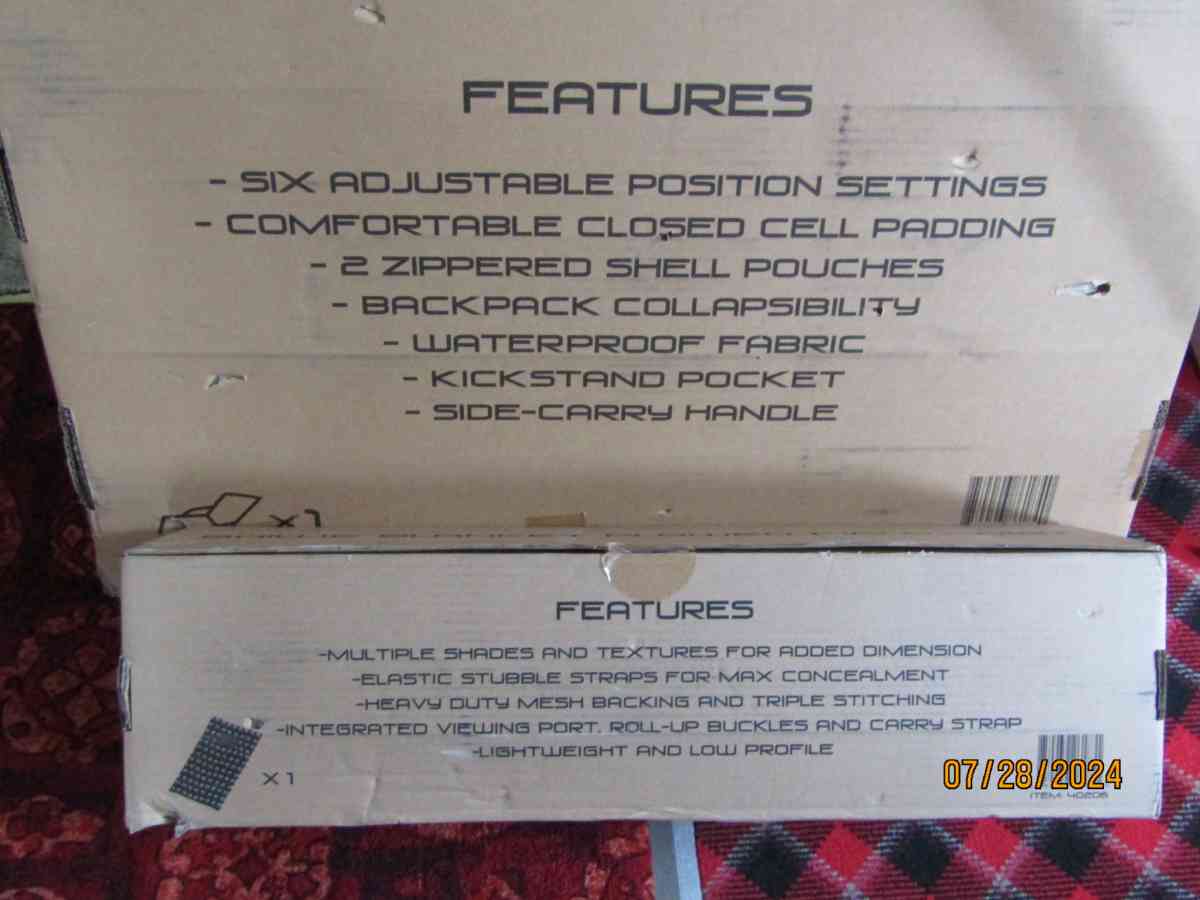 FEATURES
- SIX ADJUSTABLE POSITION SETTINGS
- COMFORTABLE CLOSED CELL PADDING
- 2 ZIPPERED SHELL POUCHES
- BACKPACK COLLAPSIBILITY
- WATERPROOF FABRIC
- KICKSTAND POCKET
- SIDE-CARRY HANDLE
x1
FEATURES
-MULTIPLE SHADES AND TEXTURES FOR ADDED DIMENSION
-ELASTIC STUBBLE STRAPS FOR MAX CONCEALMENT
-HEAVY DUTY MESH BACKING AND TRIPLE STITCHING
-INTEGRATED VIEWING PORT, ROLL-UP BUCKLES AND CARRY STRAP
-LIGHTWEIGHT AND LOW PROFILE
X 1
07/28/2024
ITEM: 40206